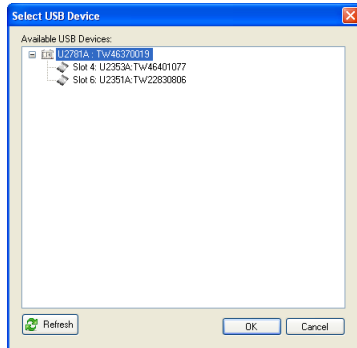 Select USB Device
Available USB Devices:
U2781A : TW46370019
Slot 4: U2353A:TW46401077
Slot 6: U2351A:TW22830806
Refresh
OK
Cancel